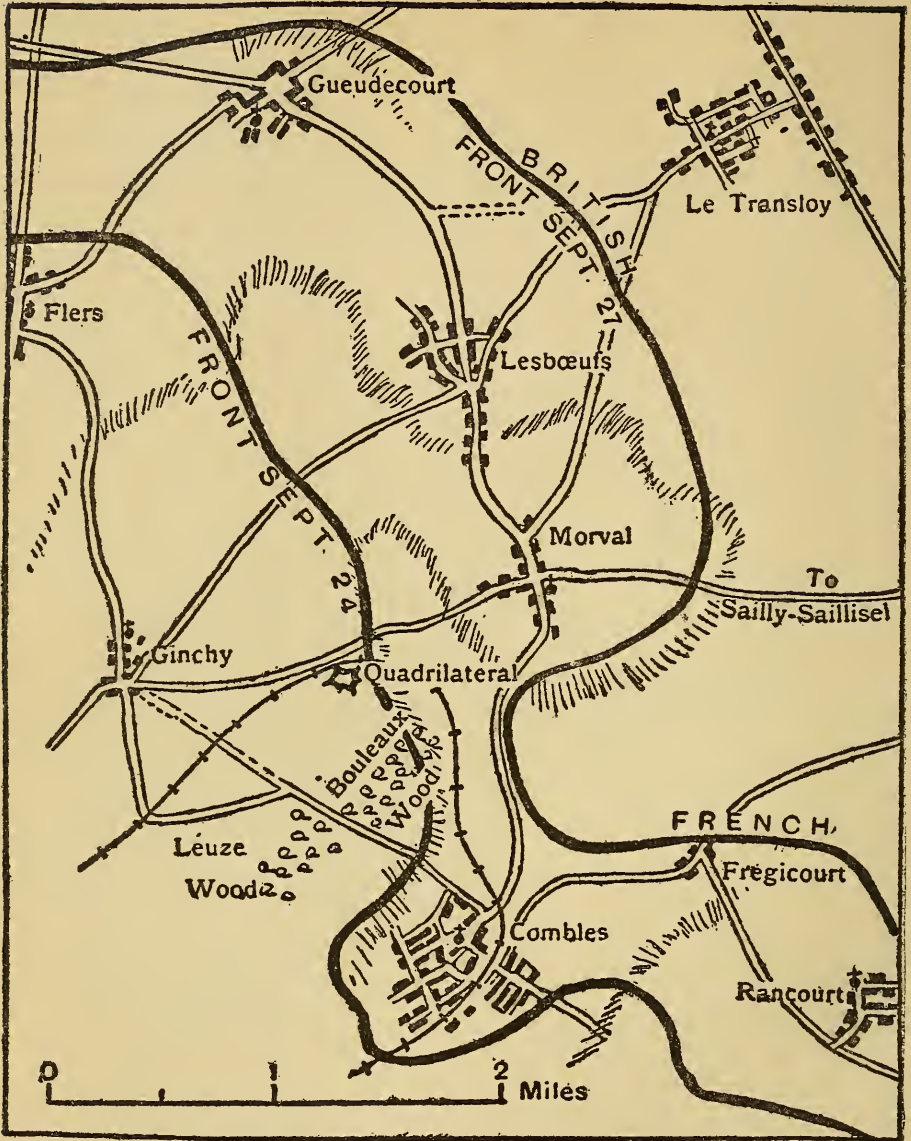 Gueudecourt
BRITISH
FRONT SEPT. 27
Le Transloy
Flers
FRONT SEPT. 24
Lesbœufs
Morval
To
Sailly-Saillisel
Ginchy
Quadrilateral
Bouleaux
Wood
Leuze
Wood
FRENCH
Frégicourt
Combles
Rancourt
0 1 2
Miles